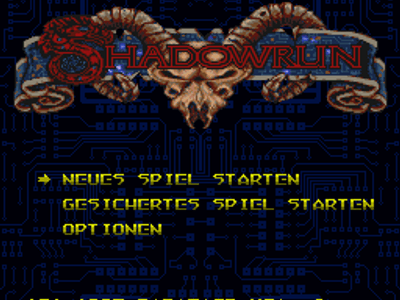 SHADOWRUN
NEUES SPIEL STARTEN
GESICHERTES SPIEL STARTEN
OPTIONEN